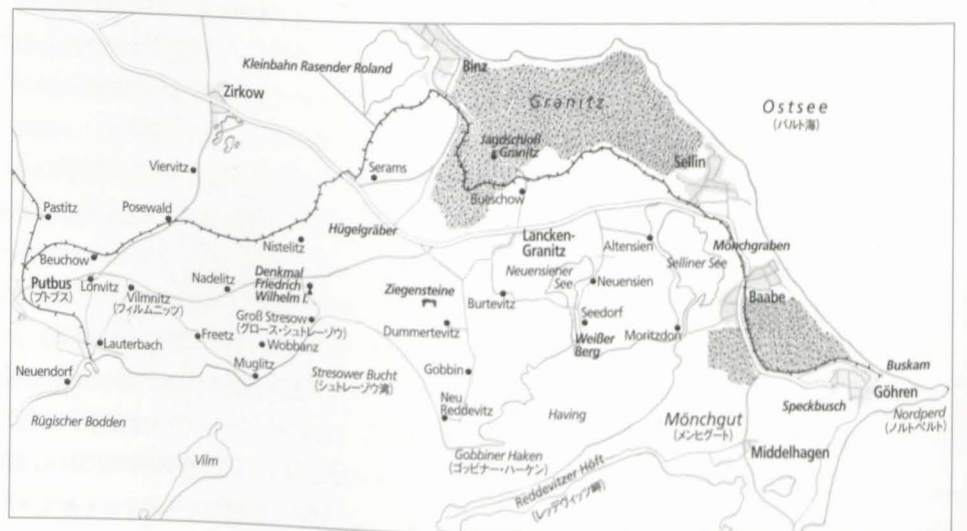 Kleinbahn Rasender Roland
Binz
Zirkow
Granitz
Ostsee
(バルト海)
Jagdschloß
Granitz
Sellin
Viervitz
Serams
Bueschow
Pastitz
Posewald
Hügelgräber
Nistelitz
Lancken-
Granitz
Altensien
Mönchgraben
Selliner See
Beuchow
Putbus
(プトブス)
Lonvitz
Vilmnitz
(フィルムニッツ)
Nadelitz
Denkmal
Friedrich
Wilhelm I.
Ziegensteine
Neuensiener
See
Neuensien
Burtevitz
Baabe
Groß Stresow
(グロース・シュトレーゾウ)
Seedorf
Freetz
Wobbanz
Dummertevitz
Weißer
Berg
Moritzdorf
Lauterbach
Muglitz
Gobbin
Stresower Bucht
(シュトレーゾウ湾)
Neuendorf
Buskam
Göhren
Neu
Reddevitz
Having
Mönchgut
(メンヒグート)
Speckbusch
Nordperd
(ノルトペルト)
Rügischer Bodden
Vilm
Gobbiner Haken
(ゴッビナー・ハーケン)
Middelhagen
Reddevitzer Höft
(レッデヴィッツ岬)